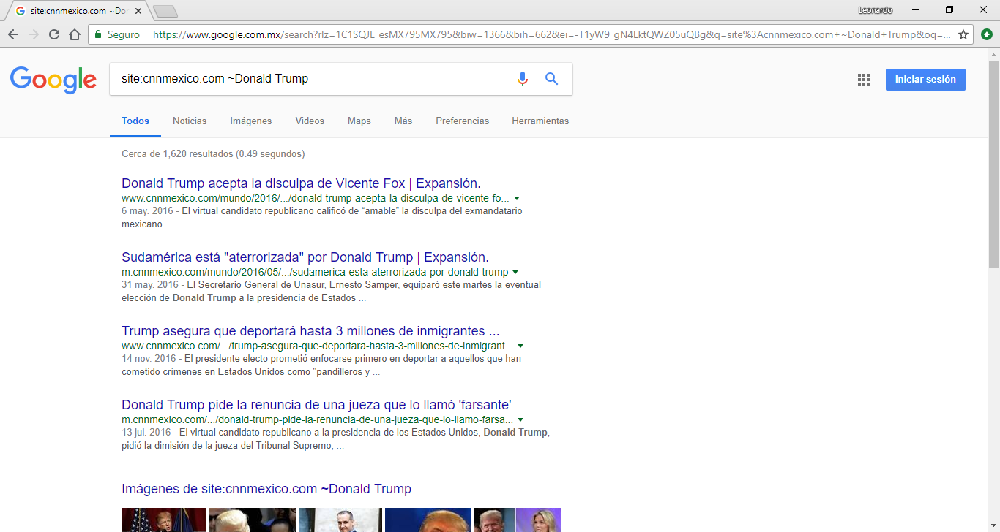 site:cnnmexico.com ~Dor
Leonardo
Seguro
https://www.google.com.mx/search?rlz=1C1SQJL_esMX795MX795&biw=1366&bih=662&ei=-T1yW9_gN4LktQWZ05uQBg&q=site%3Acnnmexico.com+~Donald+Trump&oq=...
Google
site:cnnmexico.com ~Donald Trump
Iniciar sesión
Todos Noticias Imágenes Videos Maps Más Preferencias Herramientas
Cerca de 1,620 resultados (0.49 segundos)
Donald Trump acepta la disculpa de Vicente Fox | Expansión.
www.cnnmexico.com/mundo/2016/.../donald-trump-acepta-la-disculpa-de-vicente-fo...
6 may. 2016 - El virtual candidato republicano calificó de “amable” la disculpa del exmandatario
mexicano.
Sudamérica está "aterrorizada" por Donald Trump | Expansión.
m.cnnmexico.com/mundo/2016/05/.../sudamerica-esta-aterrorizada-por-donald-trump
31 may. 2016 - El Secretario General de Unasur, Ernesto Samper, equiparó este martes la eventual
elección de Donald Trump a la presidencia de Estados ...
Trump asegura que deportará hasta 3 millones de inmigrantes ...
www.cnnmexico.com/.../trump-asegura-que-deportara-hasta-3-millones-de-inmigrant...
14 nov. 2016 - El presidente electo prometió enfocarse primero en deportar a aquellos que han
cometido crímenes en Estados Unidos como "pandilleros y ...
Donald Trump pide la renuncia de una jueza que lo llamó 'farsante'
m.cnnmexico.com/.../donald-trump-pide-la-renuncia-de-una-jueza-que-lo-llamo-farsa...
13 jul. 2016 - El virtual candidato republicano a la presidencia de los Estados Unidos, Donald Trump,
pidió la dimisión de la jueza del Tribunal Supremo, ...
Imágenes de site:cnnmexico.com ~Donald Trump